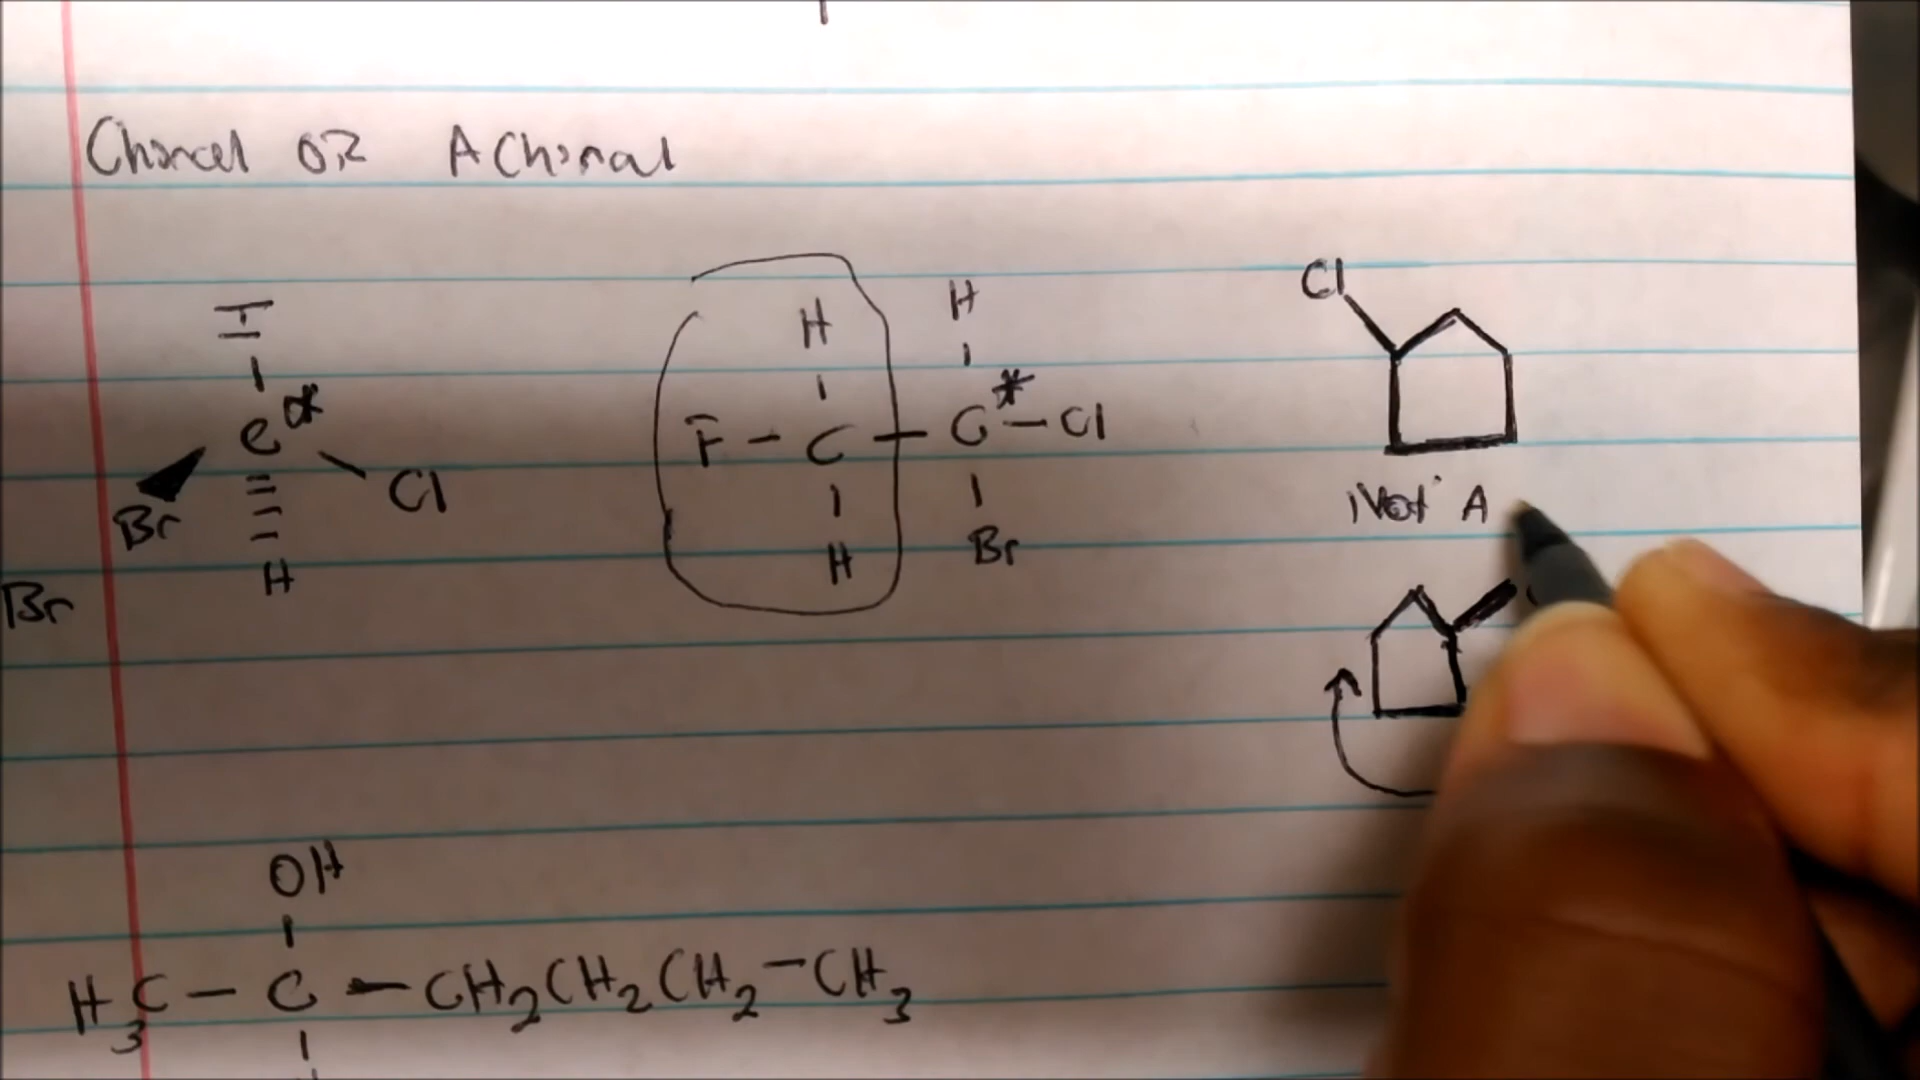 Chiral or Achiral
I
C*
Br
Cl
H
Br
H H
F - C - C* - Cl
H Br
Cl
Not A
OH
H3C - C - CH2CH2CH2 - CH3